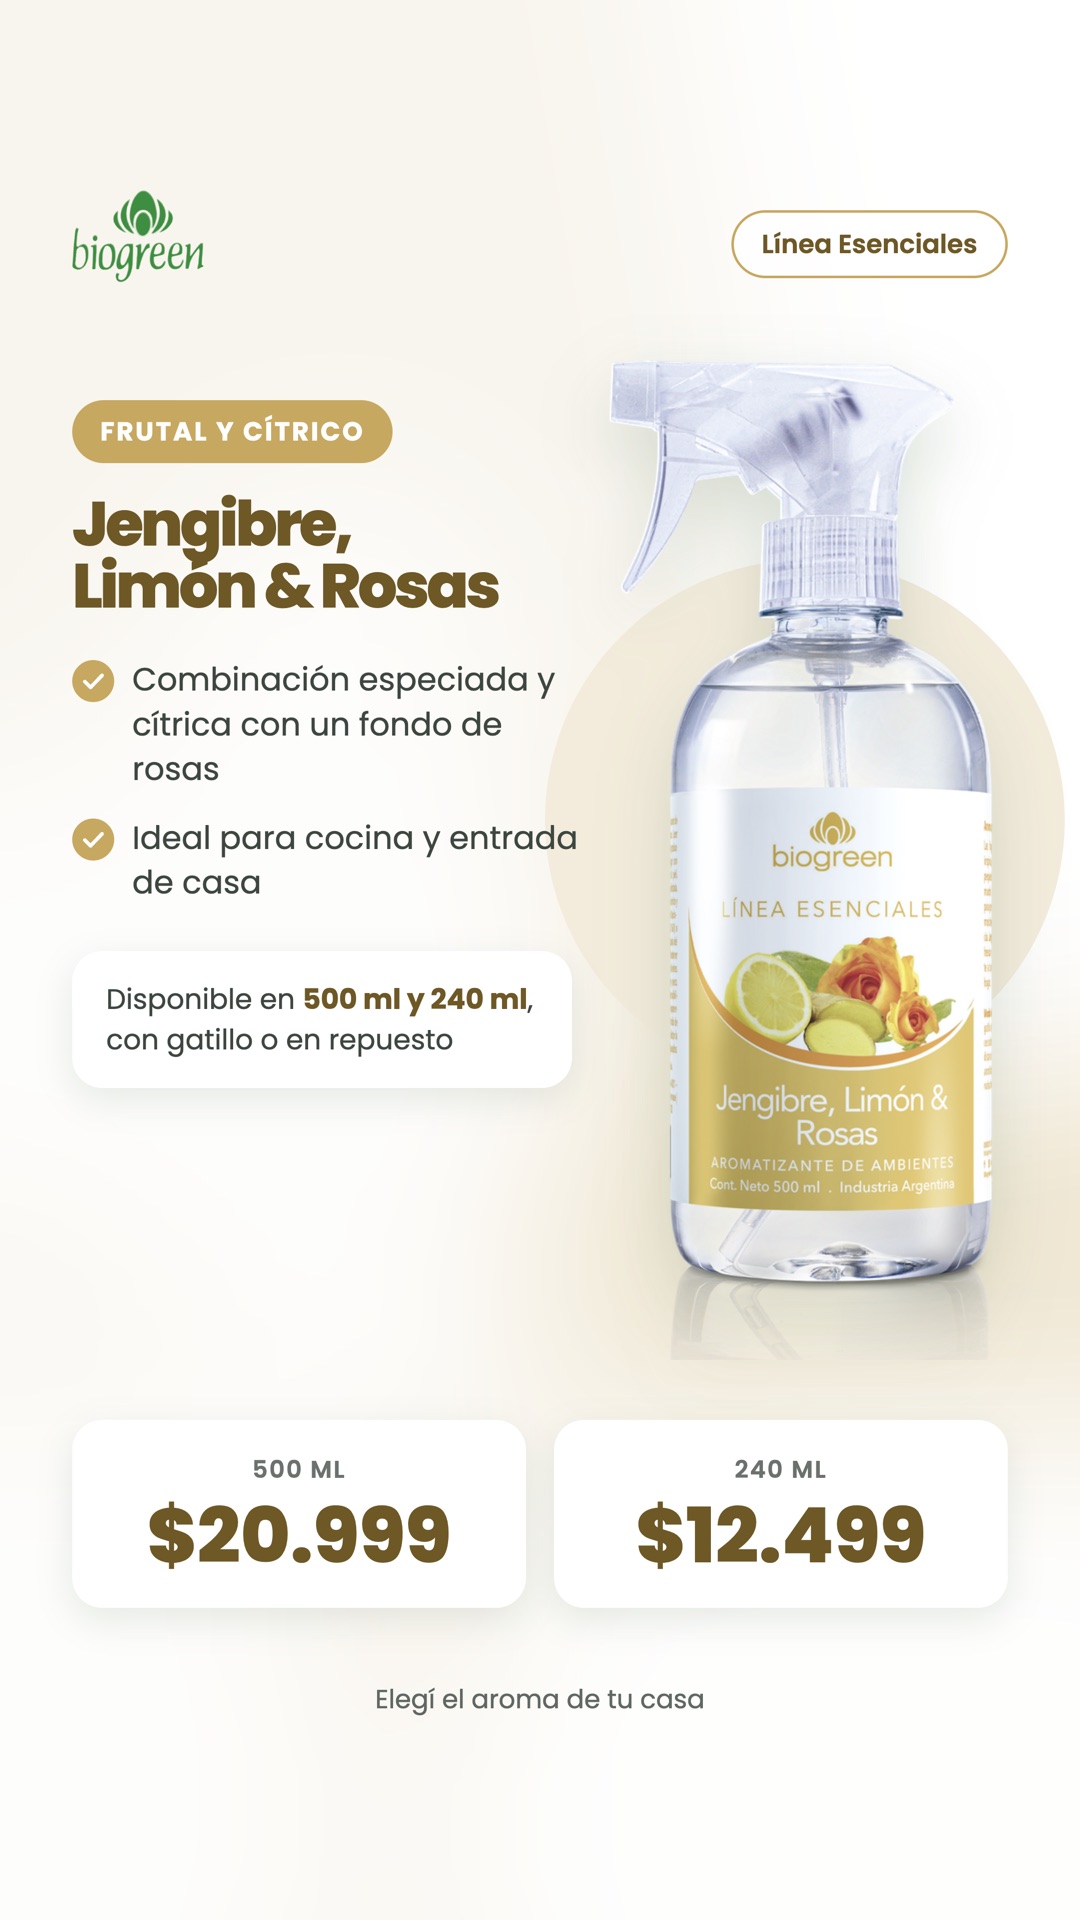 biogreen
Línea Esenciales
FRUTAL Y CÍTRICO
Jengibre,
Limón & Rosas
Combinación especiada y
cítrica con un fondo de
rosas
Ideal para cocina y entrada
de casa
Disponible en 500 ml y 240 ml,
con gatillo o en repuesto
biogreen
LÍNEA ESENCIALES
Jengibre, Limón &
Rosas
AROMATIZANTE DE AMBIENTES
Cont. Neto 500 ml . Industria Argentina
500 ML
$20.999
240 ML
$12.499
Elegí el aroma de tu casa